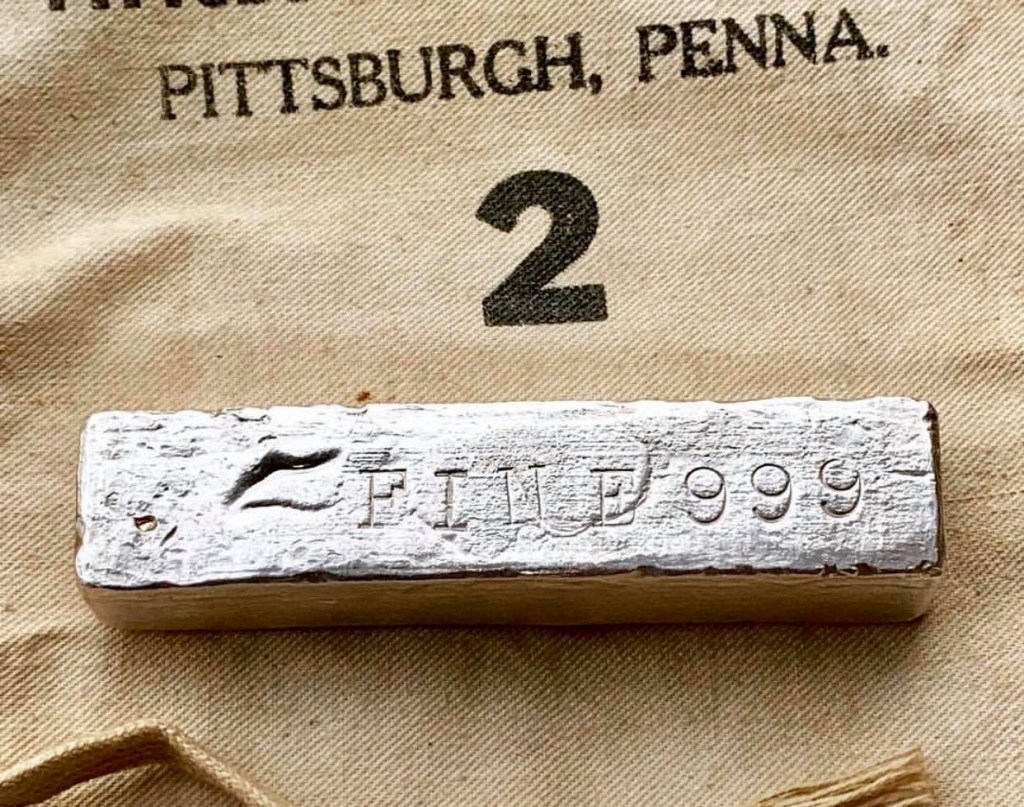 PITTSBURGH, PENNA.
2
FINE 999